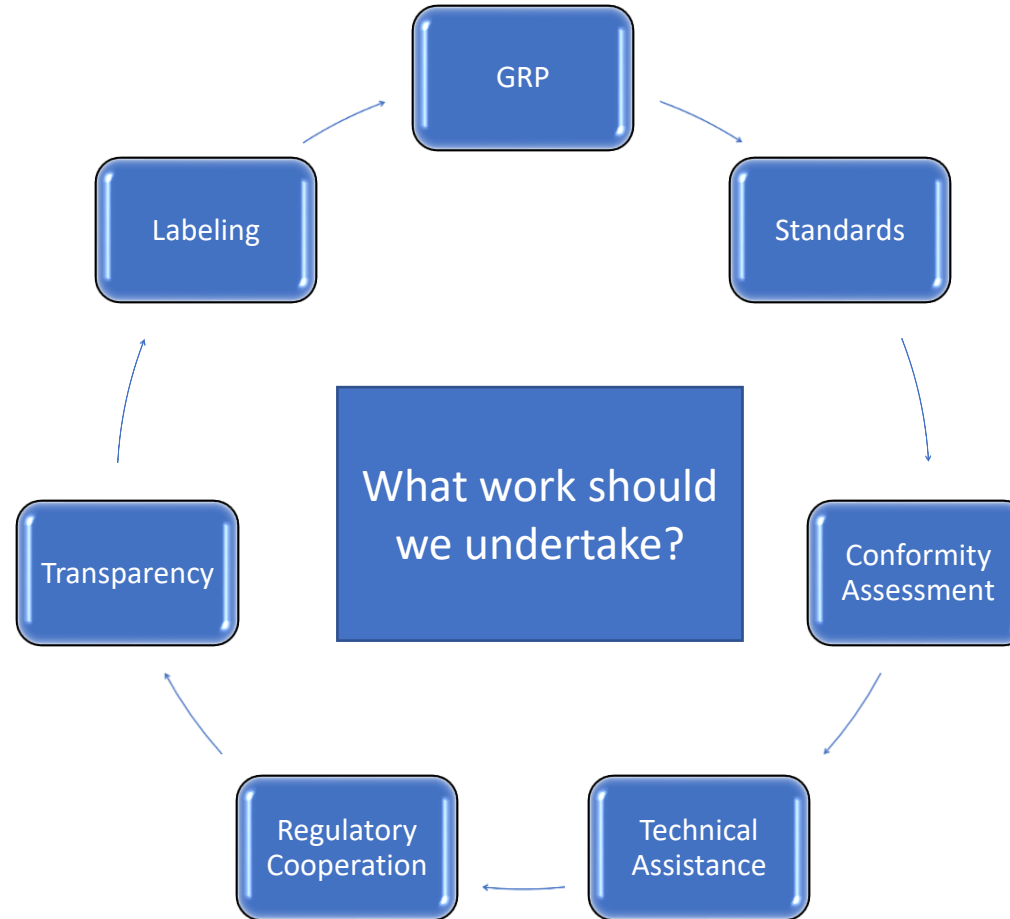 GRP
Standards
Conformity
Assessment
Technical
Assistance
Regulatory
Cooperation
Transparency
Labeling
What work should
we undertake?